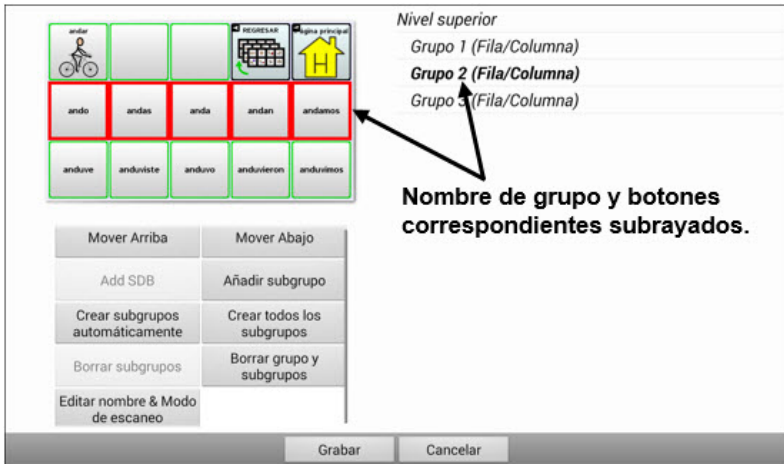 andar
REGRESAR
Página principal
H
ando andas anda andan andamos
anduve anduviste anduvo anduvieron anduvimos
Nivel superior
Grupo 1 (Fila/Columna)
Grupo 2 (Fila/Columna)
Grupo 3 (Fila/Columna)
Nombre de grupo y botones
correspondientes subrayados.
Mover Arriba Mover Abajo
Add SDB Añadir subgrupo
Crear subgrupos
automáticamente
Crear todos los
subgrupos
Borrar subgrupos
Borrar grupo y
subgrupos
Editar nombre & Modo
de escaneo
Grabar Cancelar